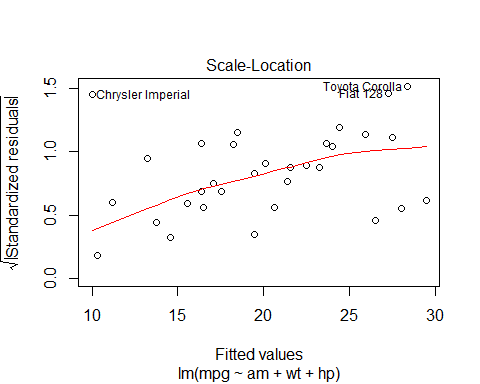 Scale-Location
√|Standardized residuals|
1.5
1.0
0.5
0.0
Chrysler Imperial
Toyota Corolla
Fiat 128
10 15 20 25 30
Fitted values
lm(mpg ~ am + wt + hp)